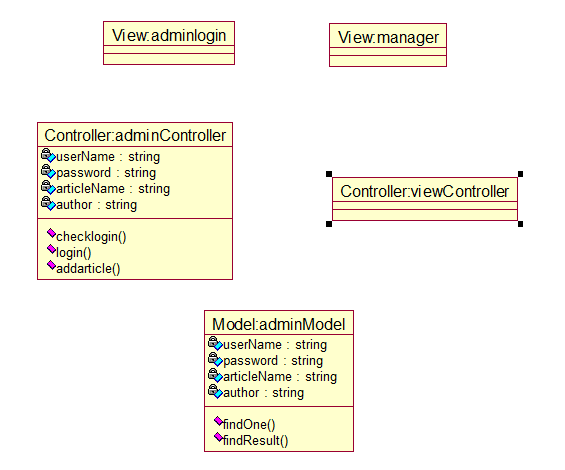 View:adminlogin
View:manager
Controller:adminController
userName : string
password : string
articleName : string
author : string
checklogin()
login()
addarticle()
Controller:viewController
Model:adminModel
userName : string
password : string
articleName : string
author : string
findOne()
findResult()